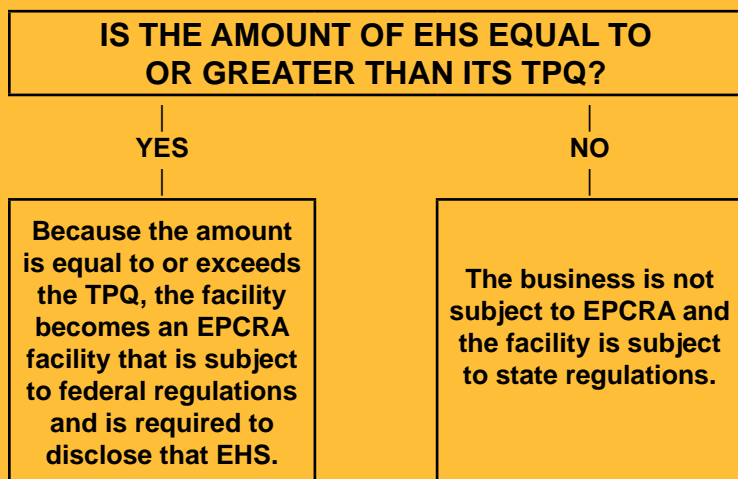 IS THE AMOUNT OF EHS EQUAL TO
OR GREATER THAN ITS TPQ?
YES
NO
Because the amount
is equal to or exceeds
the TPQ, the facility
becomes an EPCRA
facility that is subject
to federal regulations
and is required to
disclose that EHS.
The business is not
subject to EPCRA and
the facility is subject
to state regulations.